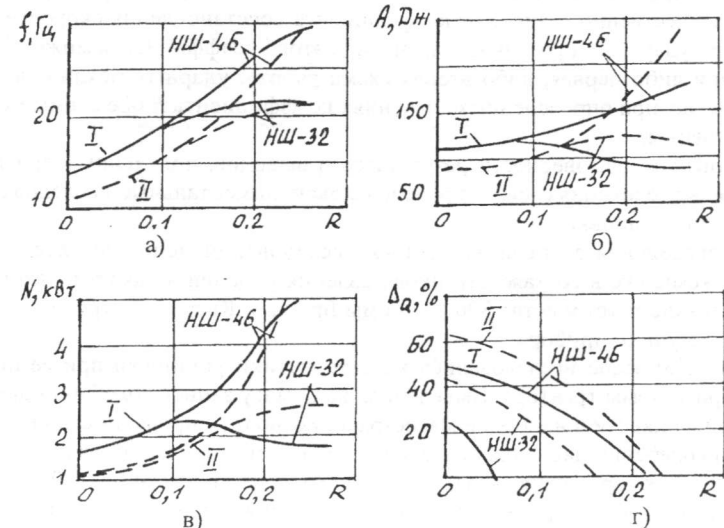 f, Гц
НШ-46
20
I
II
НШ-32
10
0
0,1
0,2
R
а)
A, Дж
НШ-46
150
I
II
НШ-32
50
0
0,1
0,2
R
б)
N, кВт
НШ-46
4
3
НШ-32
I
2
II
1
0
0,1
0,2
R
в)
ΔQ, %
60
II
I
НШ-46
40
20
НШ-32
0
0,1
0,2
R
г)